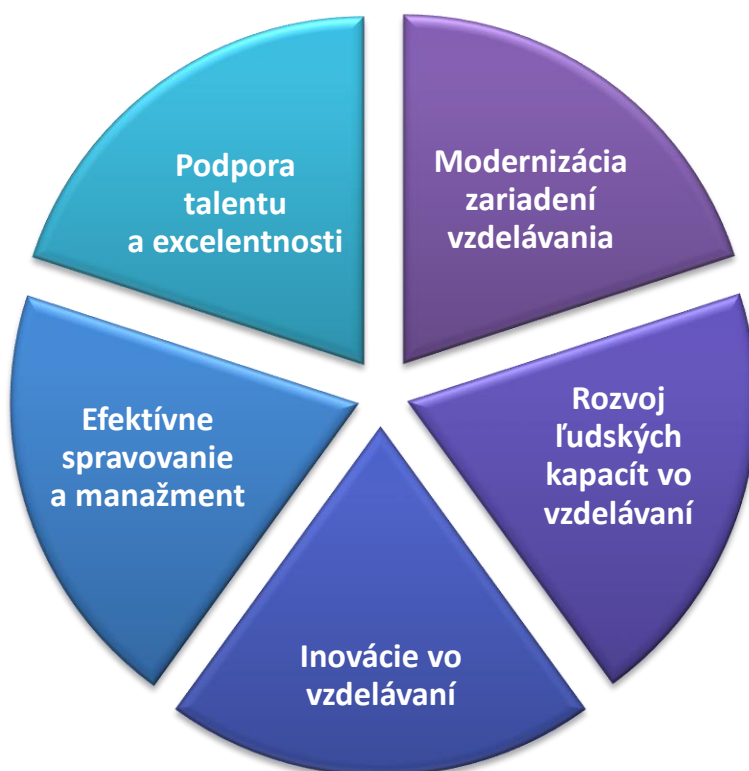 Podpora
talentu
a excelentnosti
Modernizácia
zariadení
vzdelávania
Efektívne
spravovanie
a manažment
Rozvoj
ľudských
kapacít vo
vzdelávaní
Inovácie vo
vzdelávaní